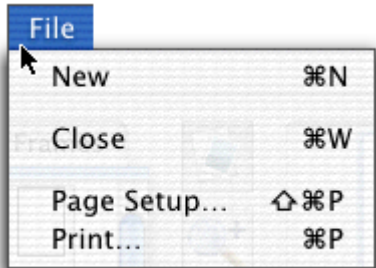 File
New ⌘N
Close ⌘W
Page Setup... ⇧⌘P
Print... ⌘P